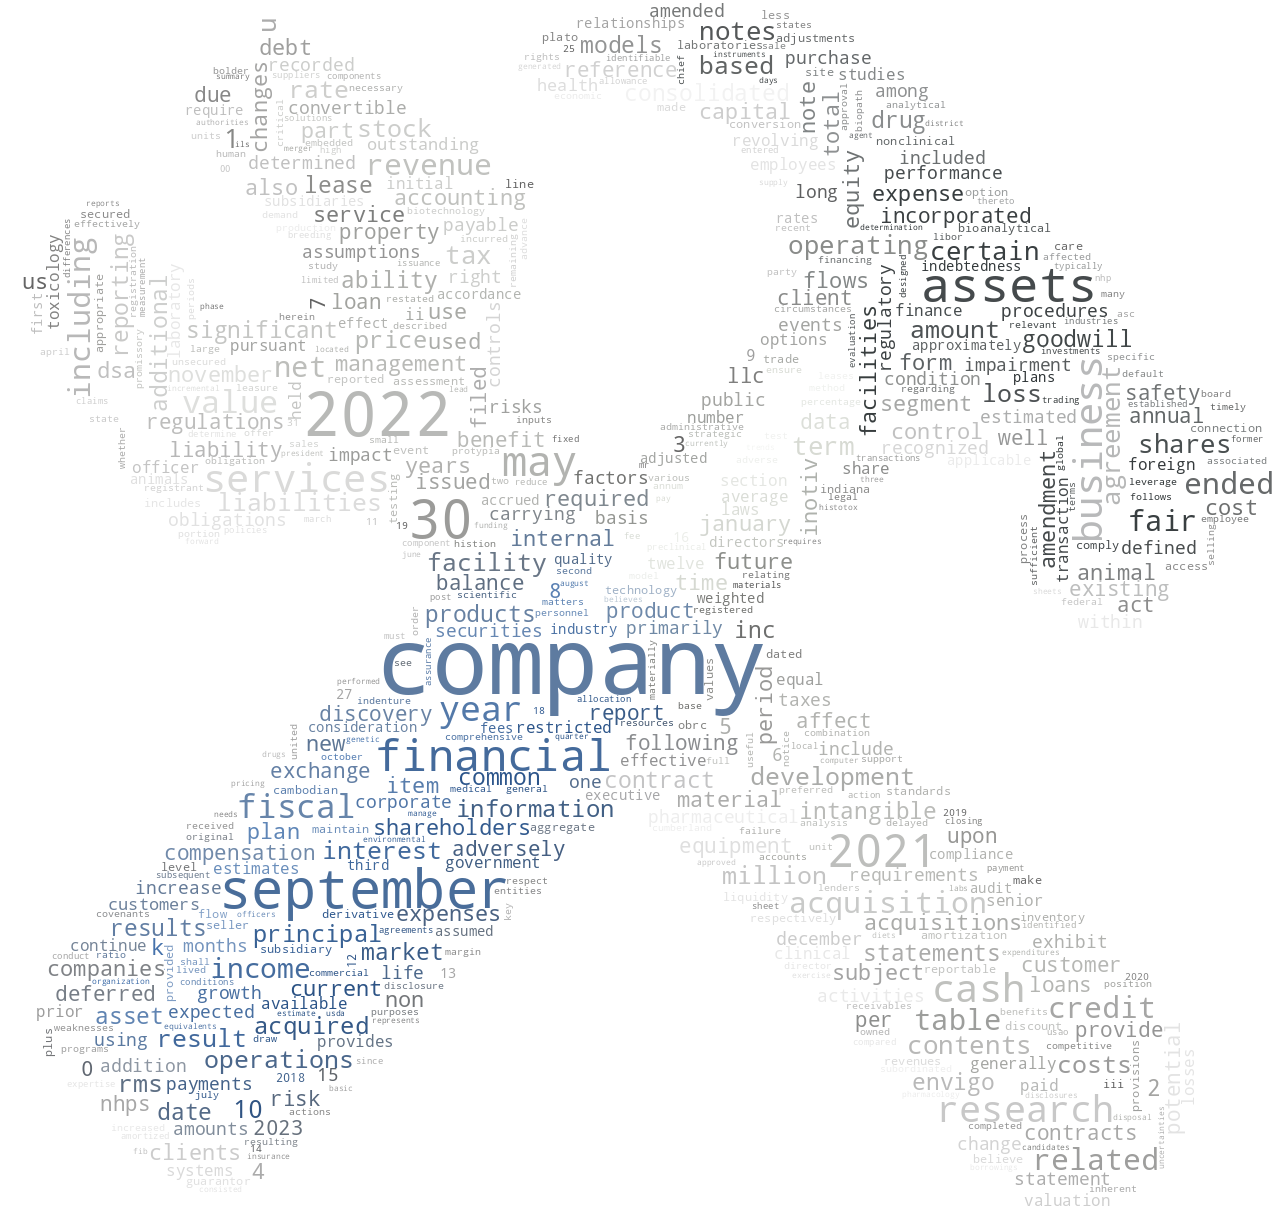 amended
less
relationships
notes
states
plato
25
models
laboratories
sale
adjustments
rights
identifiable
instruments
generated
reference
allowance
chief
based
days
purchase
health
economic
consolidated
site
studies
made
capital
note
total
approval
biopath
among
analytical
drug
district
conversion
revolving
entered
employees
supply
agent
nonclinical
included
performance
long
equity
expense
option
thereto
incorporated
rates
recent
determination
libor
bioanalytical
operating
certain
care
affected
financing
designed
indebtedness
typically
party
flows
regulatory
assets
nhp
many
client
circumstances
finance
procedures
asc
events
evaluation
amount
relevant
industries
options
approximately
goodwill
9
trade
ensure
facilities
form
impairment
investments
specific
llc
leases
method
condition
plans
default
public
percentage
regarding
loss
trading
business
agreement
safety
board
number
segment
estimated
established
timely
administrative
data
annual
connection
strategic
control
well
shares
former
3
currently
term
recognized
foreign
associated
adjusted
adverse
transactions
applicable
global
leverage
ended
mr
various
section
share
three
amendment
transaction
terms
follows
annum
average
inotiv
indiana
cost
pay
laws
legal
fair
employee
january
histotox
process
sufficient
comply
defined
selling
directors
requires
animal
access
16
preclinical
future
existing
twelve
relating
sheets
act
model
time
materials
federal
within
weighted
registered
u
debt
bolder
summary
recorded
suppliers
components
changes
due
rate
necessary
require
critical
convertible
authorities
solutions
units
1
ils
part
stock
embedded
outstanding
human
merger
high
00
determined
revenue
also
lease
initial
line
subsidiaries
accounting
demand
service
biotechnology
production
breeding
property
payable
advance
assumptions
incurred
remaining
study
issuance
tax
limited
ability
right
7
loan
restated
accordance
phase
herein
ii
use
effect
described
controls
reports
secured
effectively
differences
us
toxicology
including
reporting
registration
measurement
first
appropriate
laboratory
periods
additional
april
promissory
significant
price
used
large
pursuant
located
dsa
unsecured
net
management
november
reported
assessment
incremental
leasure
lead
claims
value
held
2022
filed
risks
state
regulations
31
inputs
whether
determine
offer
small
benefit
fixed
liability
sales
impact
event
president
protypia
may
officer
obligation
years
factors
animals
services
issued
two
reduce
registrant
testing
includes
liabilities
accrued
required
30
carrying
basis
obligations
march
11
19
funding
portion
policies
fee
forward
component
histion
internal
june
facility
quality
second
balance
8
august
technology
post
scientific
matters
believes
order
products
personnel
product
must
securities
industry
primarily
inc
see
assurance
company
materially
values
dated
performed
27
allocation
base
period
equal
indenture
year
18
report
taxes
discovery
resources
obrc
5
affect
consideration
fees
restricted
combination
united
new
genetic
comprehensive
quarter
following
useful
6
notice
local
include
drugs
october
financial
effective
full
computer
support
exchange
common
one
contract
development
pricing
cambodian
item
medical
general
executive
preferred
standards
fiscal
corporate
material
action
needs
manage
information
pharmaceutical
intangible
2019
received
plan
maintain
shareholders
aggregate
cumberland
failure
analysis
delayed
closing
original
environmental
equipment
unit
2021
upon
compensation
interest
adversely
approved
accounts
compliance
level
estimates
third
government
payment
subsequent
respect
million
requirements
audit
increase
september
entities
lenders
labs
make
customers
liquidity
sheet
acquisition
senior
covenants
flow
officers
derivative
expenses
key
respectively
inventory
results
seller
agreements
assumed
diets
acquisitions
identified
principal
december
amortization
continue
k
months
subsidiary
market
margin
clinical
statements
expenditures
exhibit
conduct
ratio
shall
12
director
customer
companies
lived
income
commercial
life
13
exercise
subject
reportable
2020
organization
provided
conditions
current
disclosure
activities
cash
loans
position
deferred
growth
available
non
receivables
benefits
prior
asset
expected
estimate
usda
purposes
per
table
discount
credit
weaknesses
equivalents
acquired
represents
owned
usao
provide
plus
using
result
draw
provides
compared
contents
competitive
programs
revenues
potential
operations
since
subordinated
generally
costs
losses
0
addition
envigo
iii
provisions
expertise
rms
payments
2018
15
basic
pharmacology
paid
disclosures
2
nhps
july
risk
research
date
10
actions
disposal
increased
amounts
2023
completed
contracts
amortized
resulting
change
candidates
uncertainties
fib
clients
14
insurance
believe
related
systems
4
borrowings
guarantor
statement
inherent
consisted
valuation